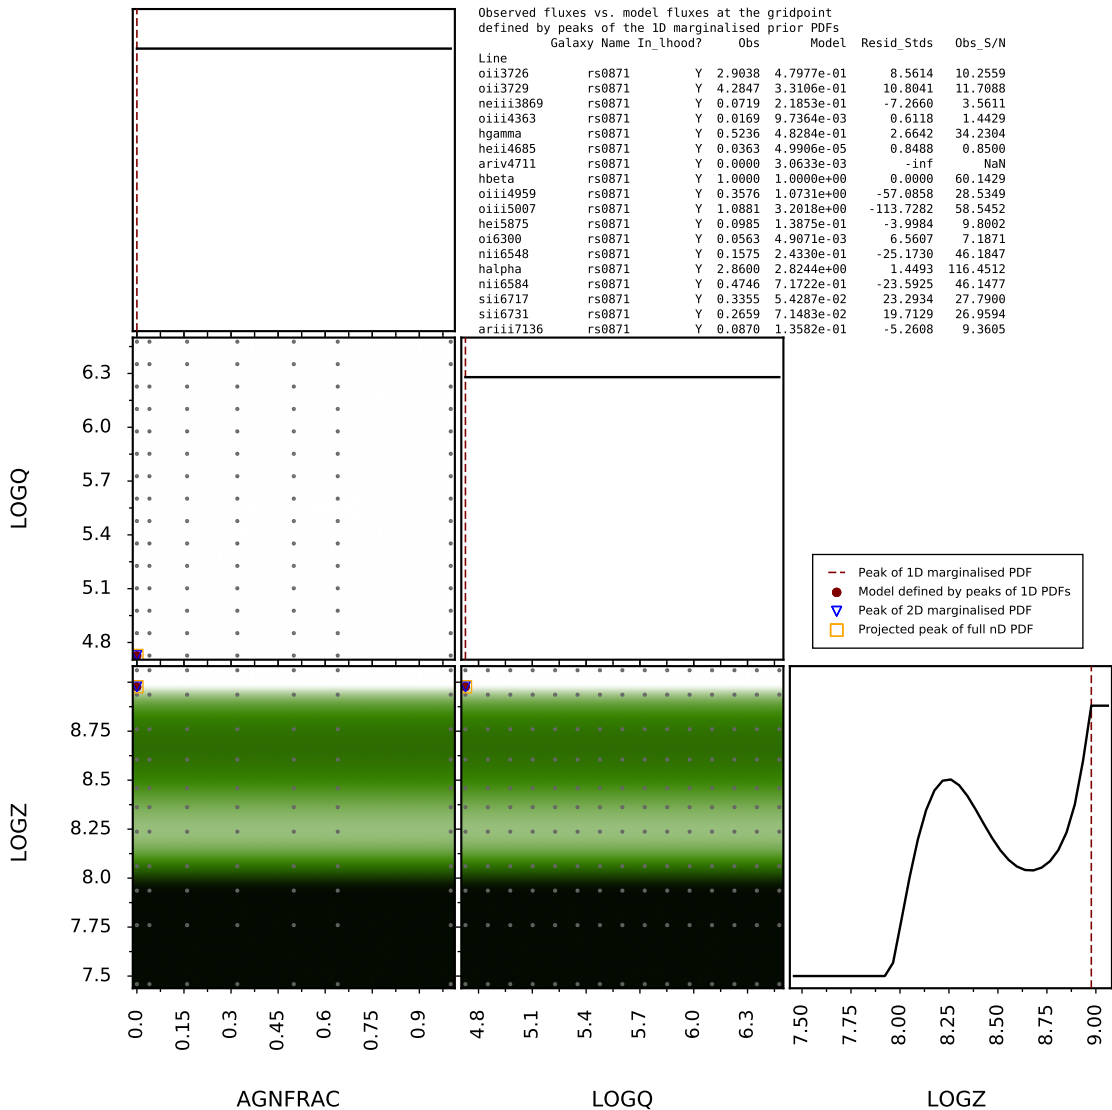 Observed fluxes vs. model fluxes at the gridpoint
defined by peaks of the 1D marginalised prior PDFs
Galaxy Name In_lhood? Obs Model Resid_Stds Obs_S/N
Line
oii3726 rs0871 Y 2.9038 4.7977e-01 8.5614 10.2559
oii3729 rs0871 Y 4.2847 3.3106e-01 10.8041 11.7088
neiii3869 rs0871 Y 0.0719 2.1853e-01 -7.2660 3.5611
oiii4363 rs0871 Y 0.0169 9.7364e-03 0.6118 1.4429
hgamma rs0871 Y 0.5236 4.8284e-01 2.6642 34.2304
heii4685 rs0871 Y 0.0363 4.9906e-05 0.8488 0.8500
ariv4711 rs0871 Y 0.0000 3.0633e-03 -inf NaN
hbeta rs0871 Y 1.0000 1.0000e+00 0.0000 60.1429
oiii4959 rs0871 Y 0.3576 1.0731e+00 -57.0858 28.5349
oiii5007 rs0871 Y 1.0881 3.2018e+00 -113.7282 58.5452
hei5875 rs0871 Y 0.0985 1.3875e-01 -3.9984 9.8002
oi6300 rs0871 Y 0.0563 4.9071e-03 6.5607 7.1871
nii6548 rs0871 Y 0.1575 2.4330e-01 -25.1730 46.1847
halpha rs0871 Y 2.8600 2.8244e+00 1.4493 116.4512
nii6584 rs0871 Y 0.4746 7.1722e-01 -23.5925 46.1477
sii6717 rs0871 Y 0.3355 5.4287e-02 23.2934 27.7900
sii6731 rs0871 Y 0.2659 7.1483e-02 19.7129 26.9594
ariii7136 rs0871 Y 0.0870 1.3582e-01 -5.2608 9.3605
LOGQ
6.3
6.0
5.7
5.4
5.1
4.8
Peak of 1D marginalised PDF
Model defined by peaks of 1D PDFs
Peak of 2D marginalised PDF
Projected peak of full nD PDF
LOGZ
8.75
8.5
8.25
8.0
7.75
7.5
0.0 0.15 0.3 0.45 0.6 0.75 0.9
4.8 5.1 5.4 5.7 6.0 6.3
7.50 7.75 8.00 8.25 8.50 8.75 9.00
AGNFRAC LOGQ LOGZ